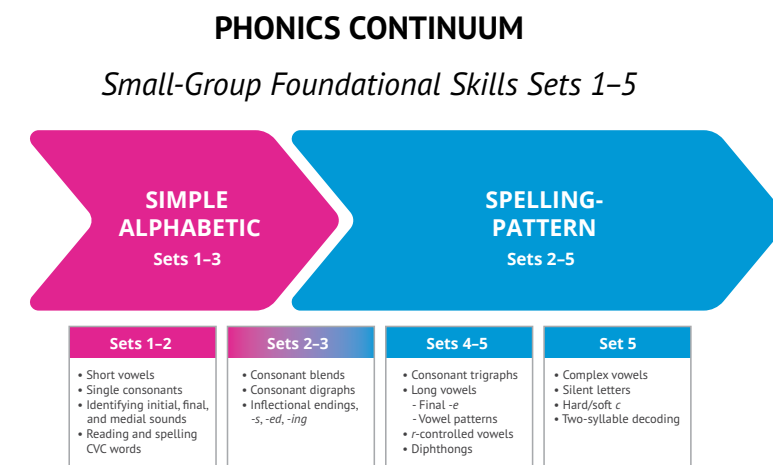 PHONICS CONTINUUM
Small-Group Foundational Skills Sets 1–5
SIMPLE
ALPHABETIC
Sets 1–3
SPELLING-
PATTERN
Sets 2–5
Sets 1–2
• Short vowels
• Single consonants
• Identifying initial, final,
and medial sounds
• Reading and spelling
CVC words
Sets 2–3
• Consonant blends
• Consonant digraphs
• Inflectional endings,
-s, -ed, -ing
Sets 4–5
• Consonant trigraphs
• Long vowels
- Final -e
- Vowel patterns
• r-controlled vowels
• Diphthongs
Set 5
• Complex vowels
• Silent letters
• Hard/soft c
• Two-syllable decoding